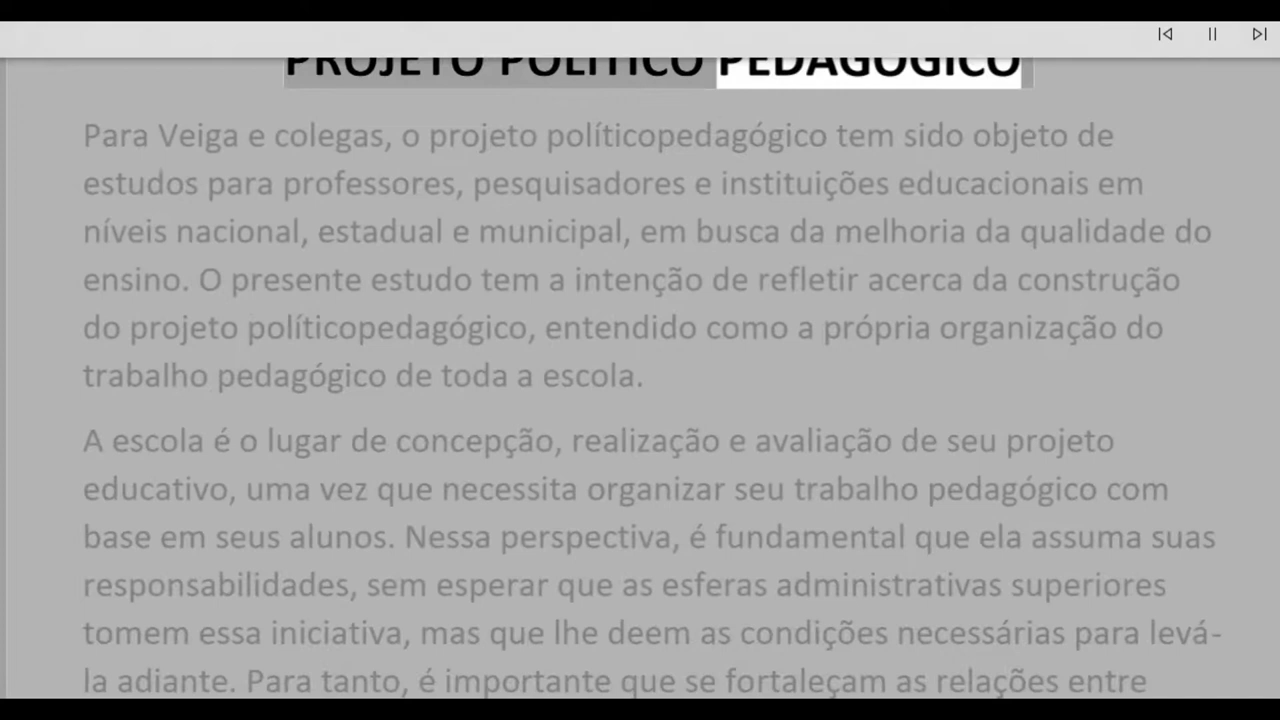 PROJETO POLÍTICO PEDAGÓGICO
Para Veiga e colegas, o projeto políticopedagógico tem sido objeto de
estudos para professores, pesquisadores e instituições educacionais em
níveis nacional, estadual e municipal, em busca da melhoria da qualidade do
ensino. O presente estudo tem a intenção de refletir acerca da construção
do projeto políticopedagógico, entendido como a própria organização do
trabalho pedagógico de toda a escola.
A escola é o lugar de concepção, realização e avaliação de seu projeto
educativo, uma vez que necessita organizar seu trabalho pedagógico com
base em seus alunos. Nessa perspectiva, é fundamental que ela assuma suas
responsabilidades, sem esperar que as esferas administrativas superiores
tomem essa iniciativa, mas que lhe deem as condições necessárias para levá-
la adiante. Para tanto, é importante que se fortaleçam as relações entre